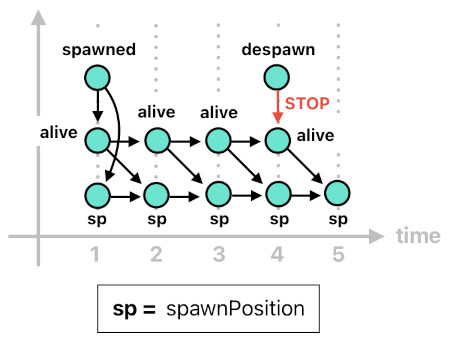 spawned despawn
STOP
alive alive alive alive
sp sp sp sp sp
time
1 2 3 4 5
sp = spawnPosition